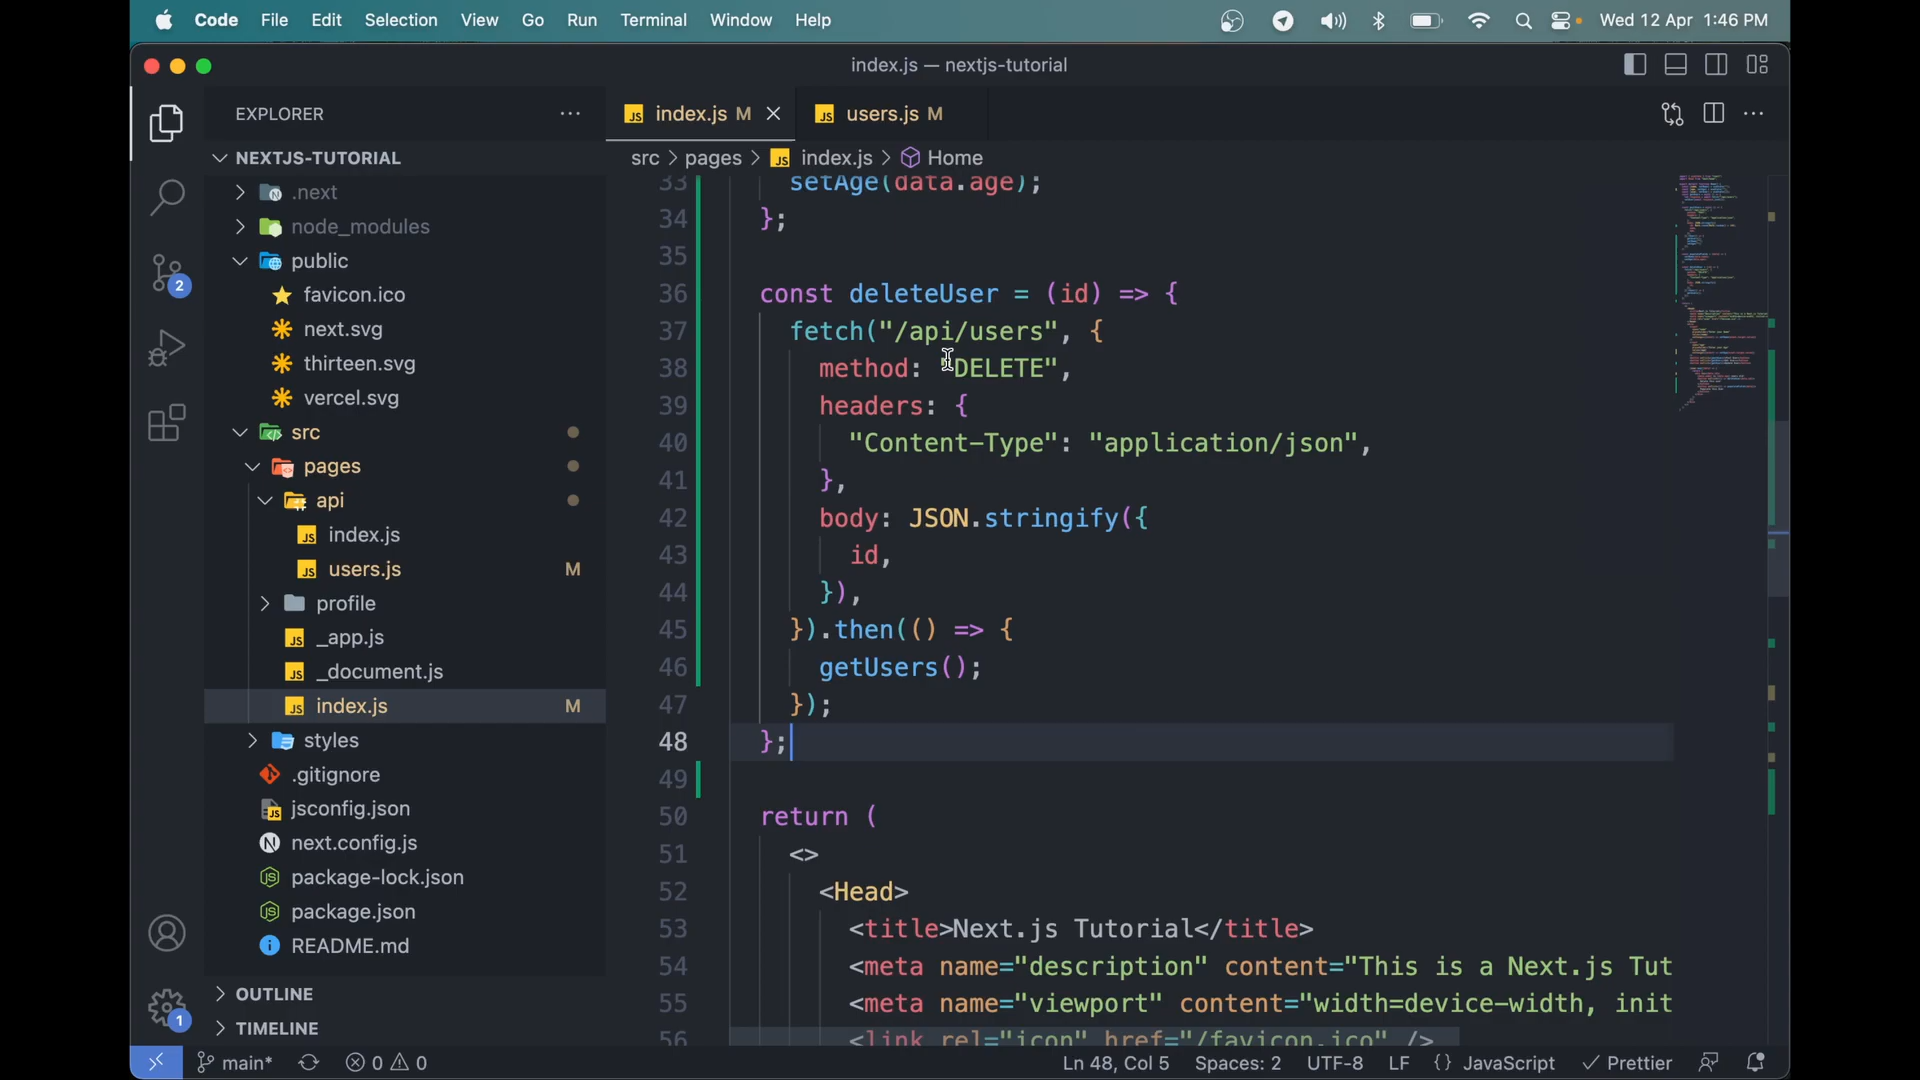 Code File Edit Selection View Go Run Terminal Window Help Wed 12 Apr 1:46 PM
index.js — nextjs-tutorial
EXPLORER
NEXTJS-TUTORIAL
.next
node_modules
public
favicon.ico
next.svg
thirteen.svg
vercel.svg
src
pages
api
index.js
users.js M
profile
_app.js
_document.js
index.js M
styles
.gitignore
jsconfig.json
next.config.js
package-lock.json
package.json
README.md
OUTLINE
TIMELINE
2
1
index.js M users.js M
src > pages > index.js > Home
33 setAge(data.age);
34 };
35
36 const deleteUser = (id) => {
37 fetch("/api/users", {
38 method: "DELETE",
39 headers: {
40 "Content-Type": "application/json",
41 },
42 body: JSON.stringify({
43 id,
44 }),
45 }).then(() => {
46 getUsers();
47 });
48 };
49
50 return (
51 <>
52 <Head>
53 <title>Next.js Tutorial</title>
54 <meta name="description" content="This is a Next.js Tut
55 <meta name="viewport" content="width=device-width, init
56 <link rel="icon" href="/favicon.ico" />
main* 0 0 Ln 48, Col 5 Spaces: 2 UTF-8 LF {} JavaScript Prettier